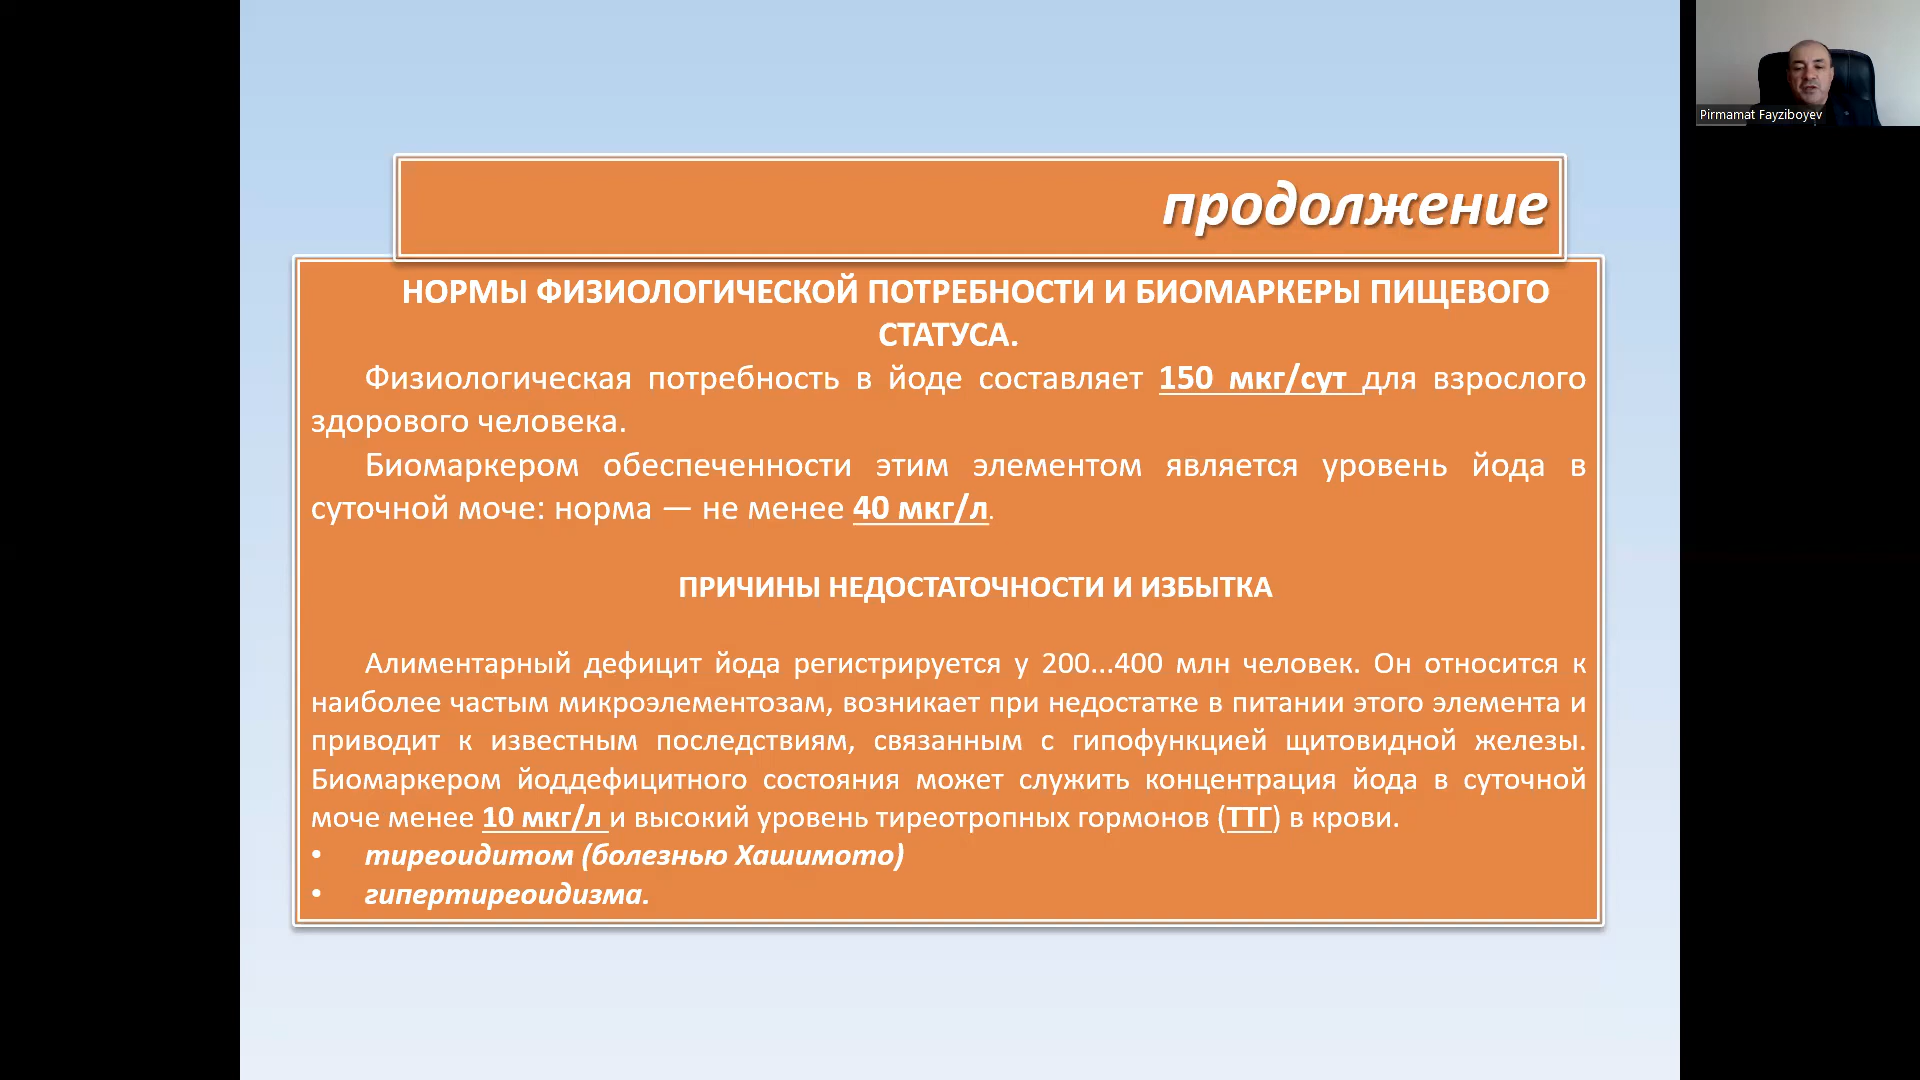 Pirmamat Fayziboyev
продолжение
НОРМЫ ФИЗИОЛОГИЧЕСКОЙ ПОТРЕБНОСТИ И БИОМАРКЕРЫ ПИЩЕВОГО
СТАТУСА.
Физиологическая потребность в йоде составляет 150 мкг/сут для взрослого
здорового человека.
Биомаркером обеспеченности этим элементом является уровень йода в
суточной моче: норма — не менее 40 мкг/л.
ПРИЧИНЫ НЕДОСТАТОЧНОСТИ И ИЗБЫТКА
Алиментарный дефицит йода регистрируется у 200...400 млн человек. Он относится к
наиболее частым микроэлементозам, возникает при недостатке в питании этого элемента и
приводит к известным последствиям, связанным с гипофункцией щитовидной железы.
Биомаркером йоддефицитного состояния может служить концентрация йода в суточной
моче менее 10 мкг/л и высокий уровень тиреотропных гормонов (ТТГ) в крови.
• тиреоидитом (болезнью Хашимото)
• гипертиреоидизма.